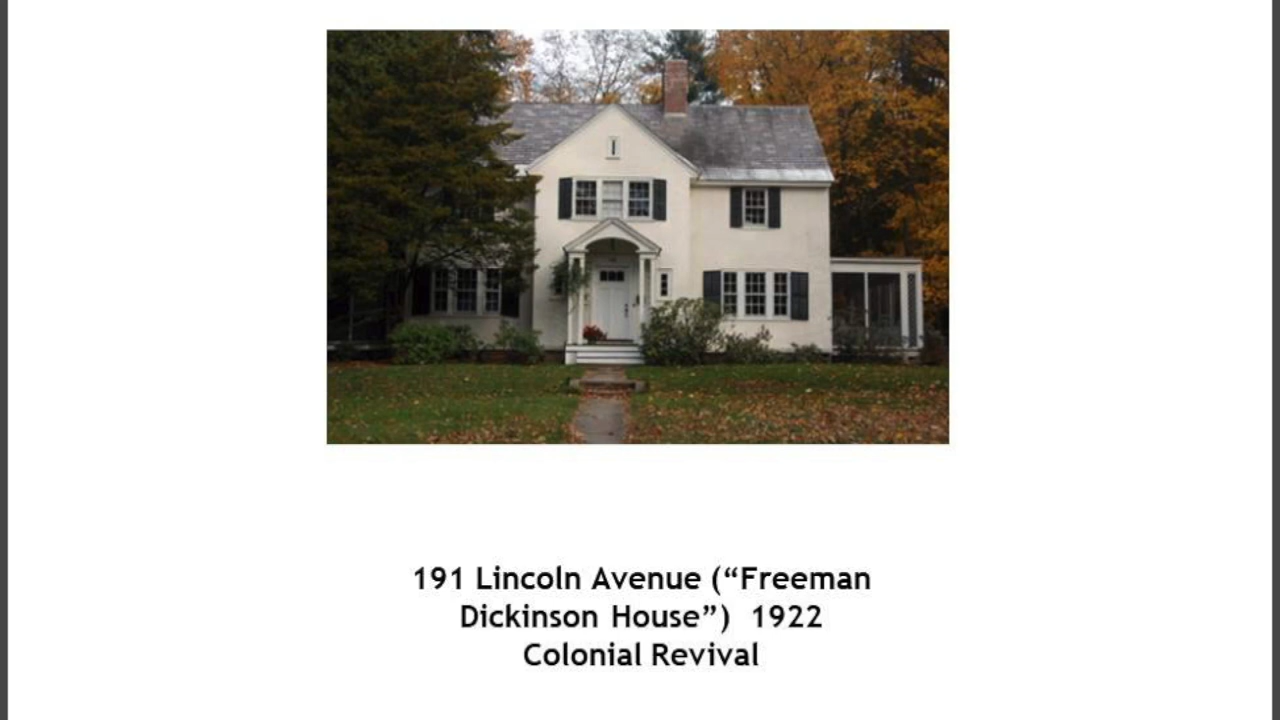 191 Lincoln Avenue (“Freeman
Dickinson House”)  1922
Colonial Revival